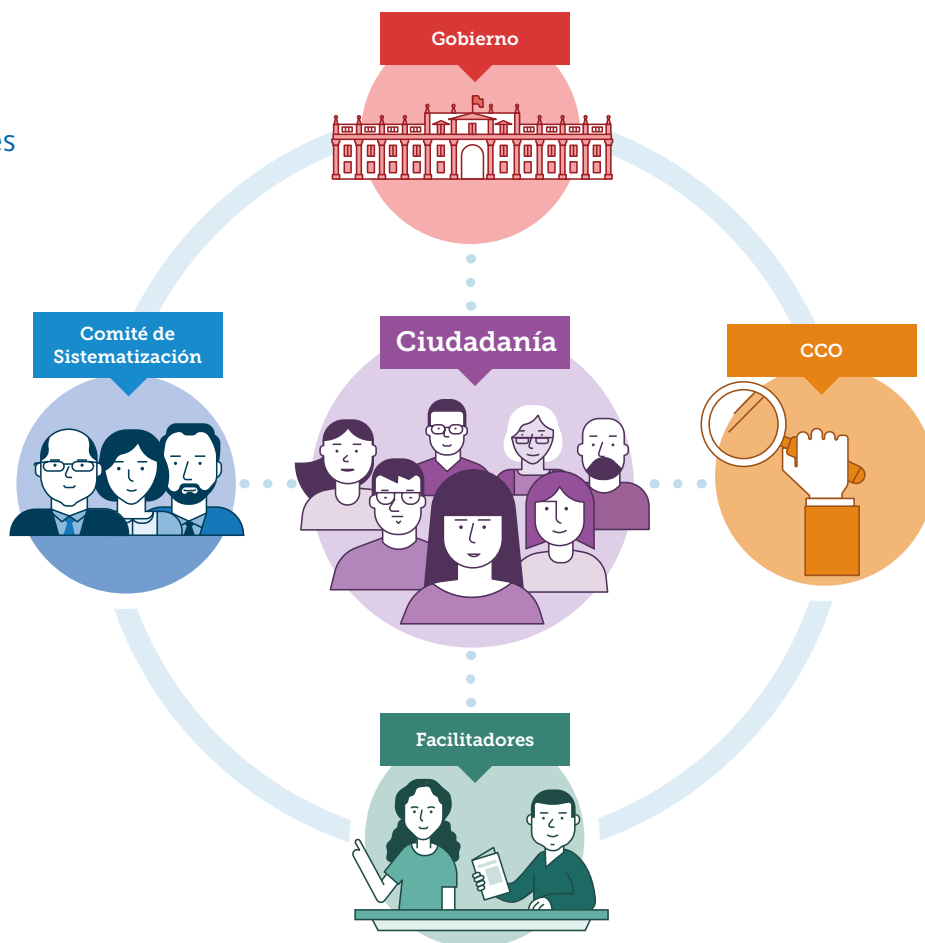 Gobierno
Comité de
Sistematización
Ciudadanía
CCO
Facilitadores